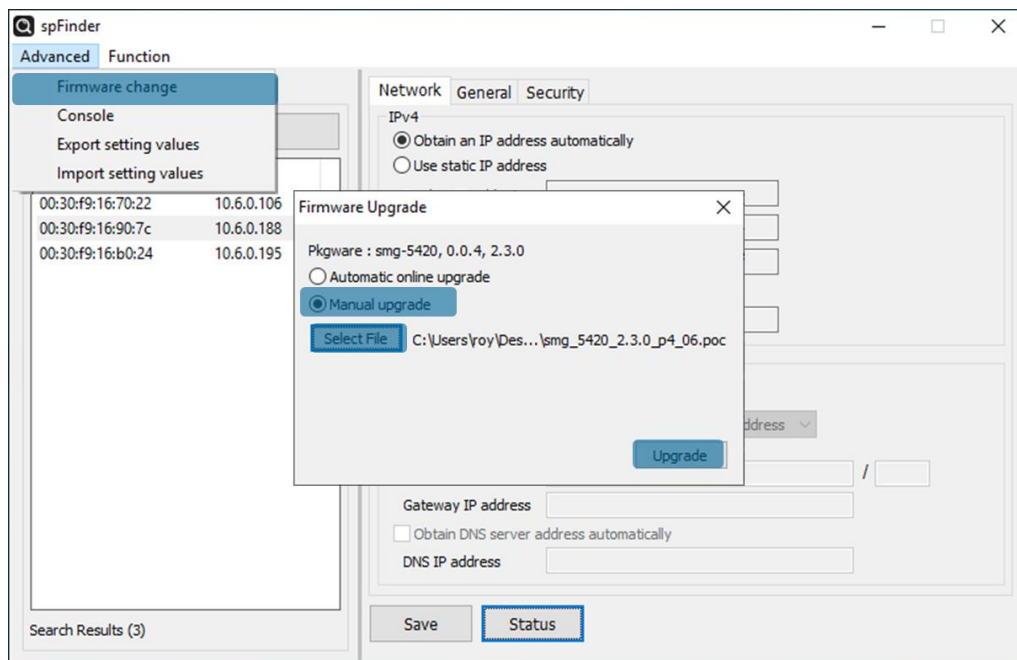 spFinder
Advanced Function
Firmware change
Console
Export setting values
Import setting values
00:30:f9:16:70:22 10.6.0.106
00:30:f9:16:90:7c 10.6.0.188
00:30:f9:16:b0:24 10.6.0.195
Search Results (3)
Network General Security
IPv4
Obtain an IP address automatically
Use static IP address
Firmware Upgrade
Pkgware : smg-5420, 0.0.4, 2.3.0
Automatic online upgrade
Manual upgrade
Select File C:\Users\roy\Des...\smg_5420_2.3.0_p4_06.poc
Upgrade
ddress
/
Gateway IP address
Obtain DNS server address automatically
DNS IP address
Save Status